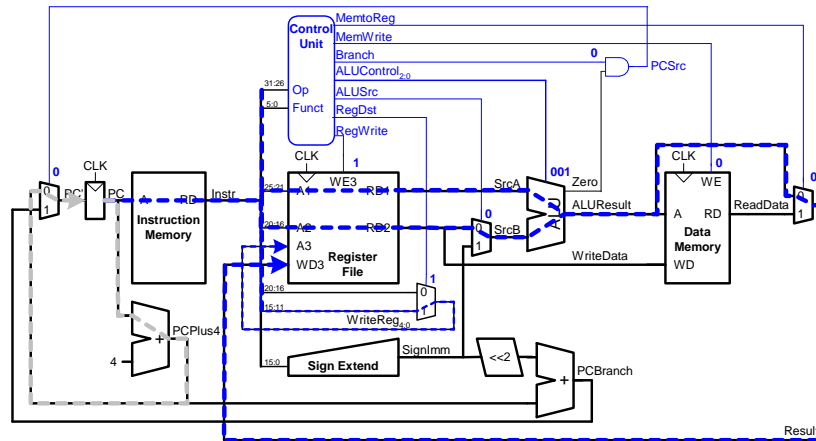 MemtoReg
Control
Unit
MemWrite
Branch
0
0
0
ALUControl2:0
PCSrc
31:26
Op
ALUSrc
5:0
Funct
RegDst
RegWrite
CLK
CLK
CLK
0
1
001
0
0
WE3
WE
Zero
0
1
PC'
PC
A
RD
Instr
25:21
A1
RD1
SrcA
ALU
ALUResult
A
RD
ReadData
0
1
Instruction
Memory
20:16
A2
RD2
0
0
1
SrcB
Data
Memory
A3
WD3
Register
File
WriteData
WD
1
20:16
15:11
0
1
WriteReg4:0
PCPlus4
+
4
SignImm
15:0
Sign Extend
<<2
+
PCBranch
Result